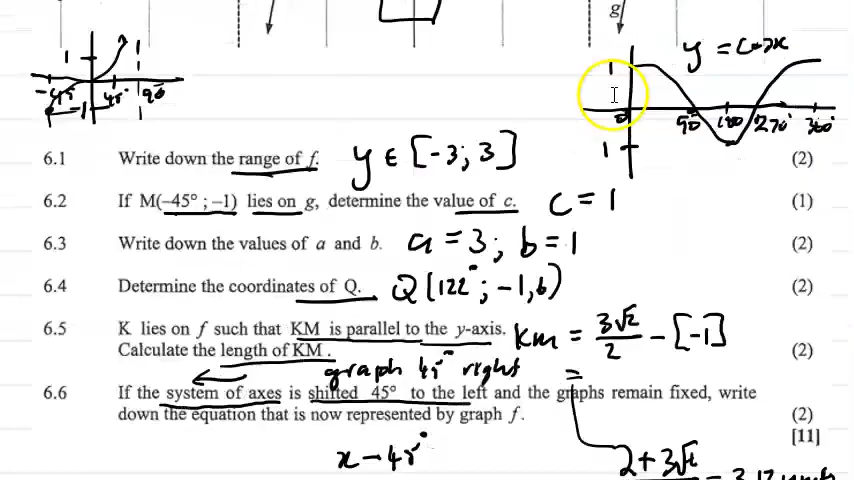 g
1
-45° 45° 90
-1
y = cosx
1
0 90° 180 270° 360°
1
6.1 Write down the range of f. y ∈ [-3; 3] (2)
6.2 If M(–45° ; –1) lies on g, determine the value of c. c = 1 (1)
6.3 Write down the values of a and b. a = 3; b = 1 (2)
6.4 Determine the coordinates of Q. Q(122°; -1,6) (2)
6.5 K lies on f such that KM is parallel to the y-axis. KM = 3√2/2 - [-1]
Calculate the length of KM. (2)
graph 45° right =
6.6 If the system of axes is shifted 45° to the left and the graphs remain fixed, write
down the equation that is now represented by graph f. (2)
[11]
x - 45°
2 + 3√2